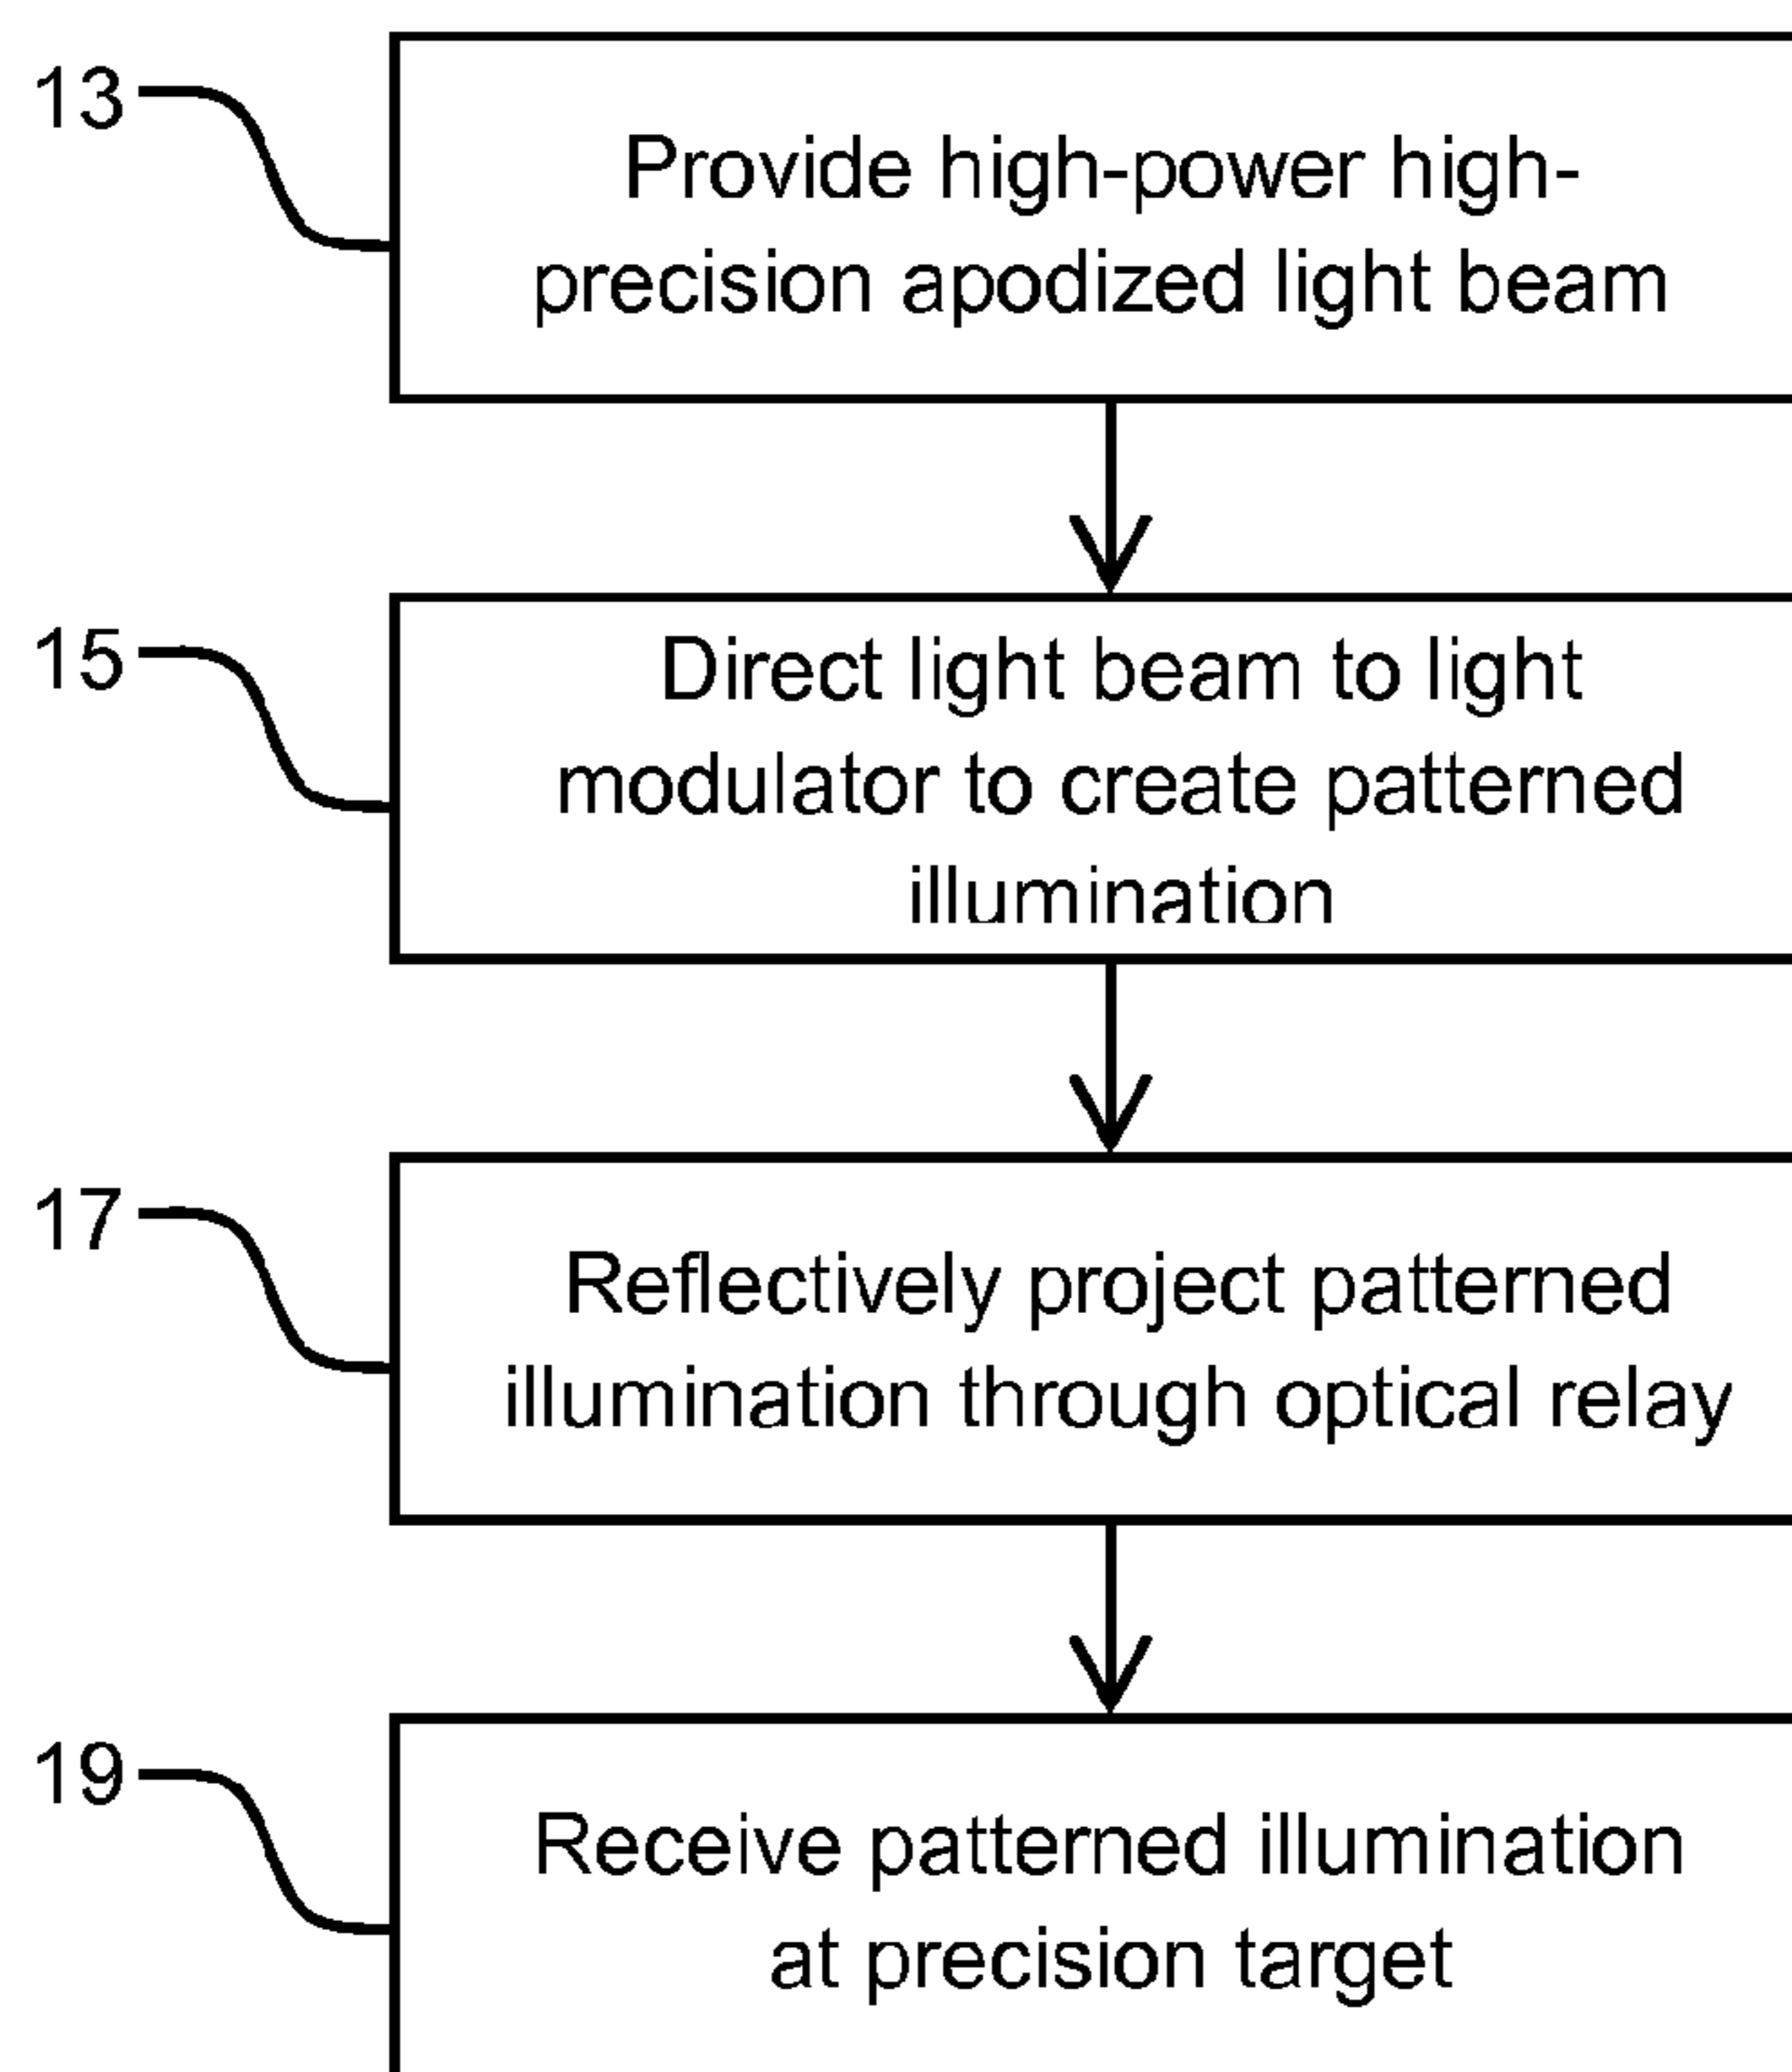 13
Provide high-power high-
precision apodized light beam
15
Direct light beam to light
modulator to create patterned
illumination
17
Reflectively project patterned
illumination through optical relay
19
Receive patterned illumination
at precision target